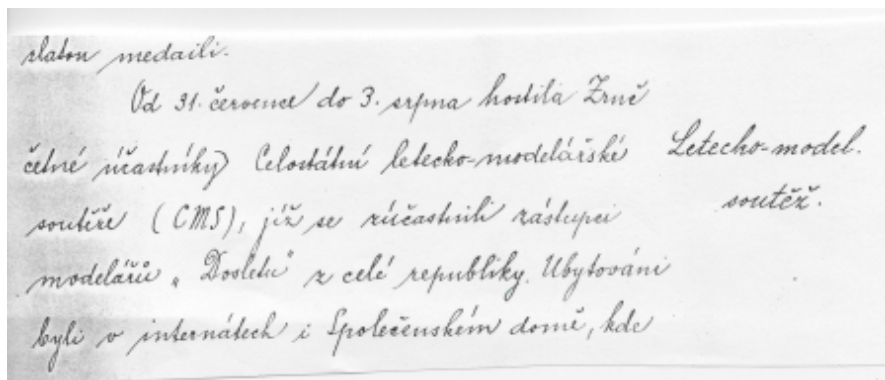 zlatou medaili.
Od 31. července do 3. srpna hostila Zruč
četné účastníky Celostátní letecko-modelářské
soutěže (CMS), jíž se zúčastnili zástupci
modelářů „Dosletu" z celé republiky. Ubytováni
byli v internátech i Společenském domě, kde
Letecko-model.
soutěž.